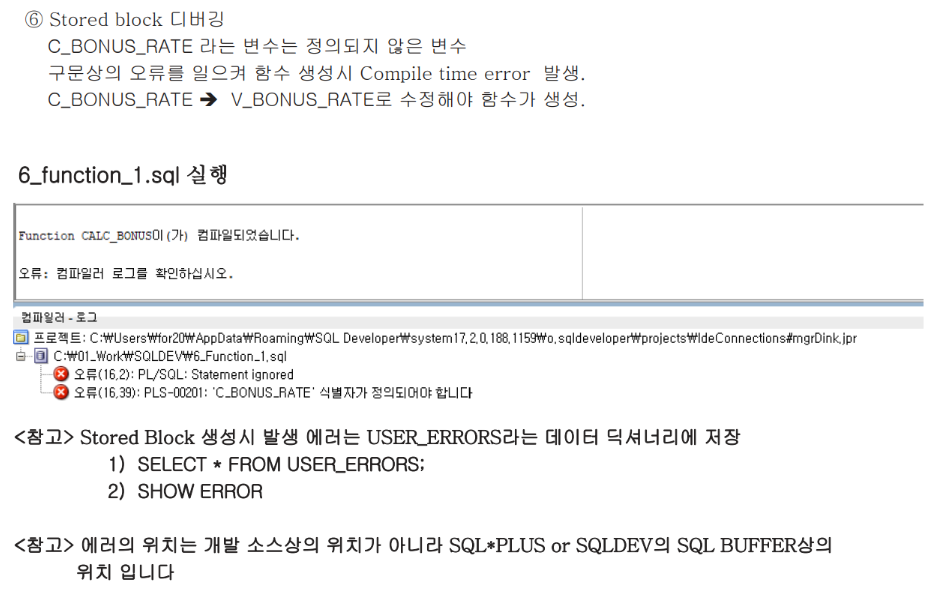 ⑥ Stored block 디버깅
C_BONUS_RATE 라는 변수는 정의되지 않은 변수
구문상의 오류를 일으켜 함수 생성시 Compile time error 발생.
C_BONUS_RATE ➔ V_BONUS_RATE로 수정해야 함수가 생성.
6_function_1.sql 실행
Function CALC_BONUS이(가) 컴파일되었습니다.
오류: 컴파일러 로그를 확인하십시오.
컴파일러 - 로그
프로젝트: C:₩Users₩for20₩AppData₩Roaming₩SQL Developer₩system17,2,0,188,1159₩o,sqldeveloper₩projects₩IdeConnections#mgrDink,jpr
C:₩01_Work₩SQLDEV₩6_Function_1,sql
오류(16,2): PL/SQL: Statement ignored
오류(16,39): PLS-00201: 'C_BONUS_RATE' 식별자가 정의되어야 합니다
<참고> Stored Block 생성시 발생 에러는 USER_ERRORS라는 데이터 딕셔너리에 저장
1) SELECT * FROM USER_ERRORS;
2) SHOW ERROR
<참고> 에러의 위치는 개발 소스상의 위치가 아니라 SQL*PLUS or SQLDEV의 SQL BUFFER상의
위치 입니다